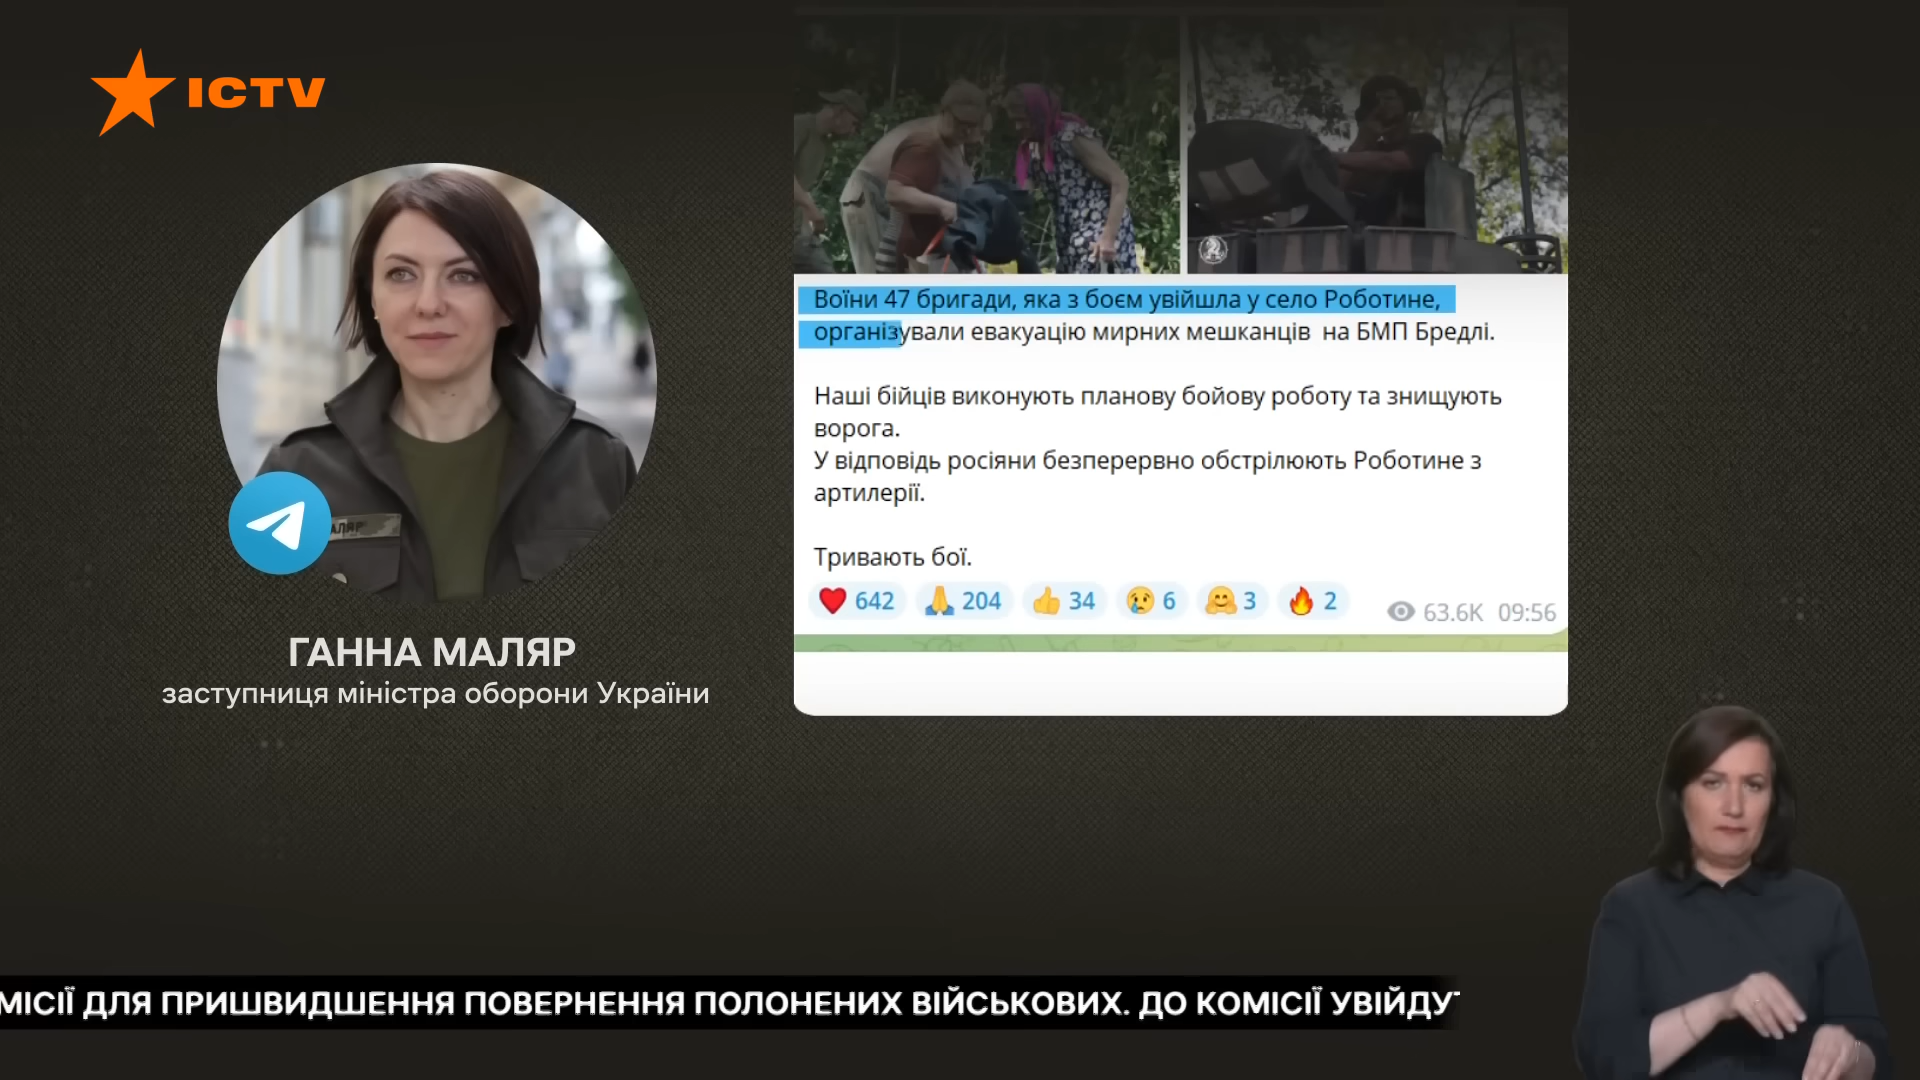 ICTV
Воїни 47 бригади, яка з боєм увійшла у село Роботине,
організували евакуацію мирних мешканців на БМП Бредлі.
Наші бійців виконують планову бойову роботу та знищують
ворога.
У відповідь росіяни безперервно обстрілюють Роботине з
артилерії.
Тривають бої.
642 204 34 6 3 2 63.6K 09:56
АЛЯР
ГАННА МАЛЯР
заступниця міністра оборони України
МІСІЇ ДЛЯ ПРИШВИДШЕННЯ ПОВЕРНЕННЯ ПОЛОНЕНИХ ВІЙСЬКОВИХ. ДО КОМІСІЇ УВІЙДУТ